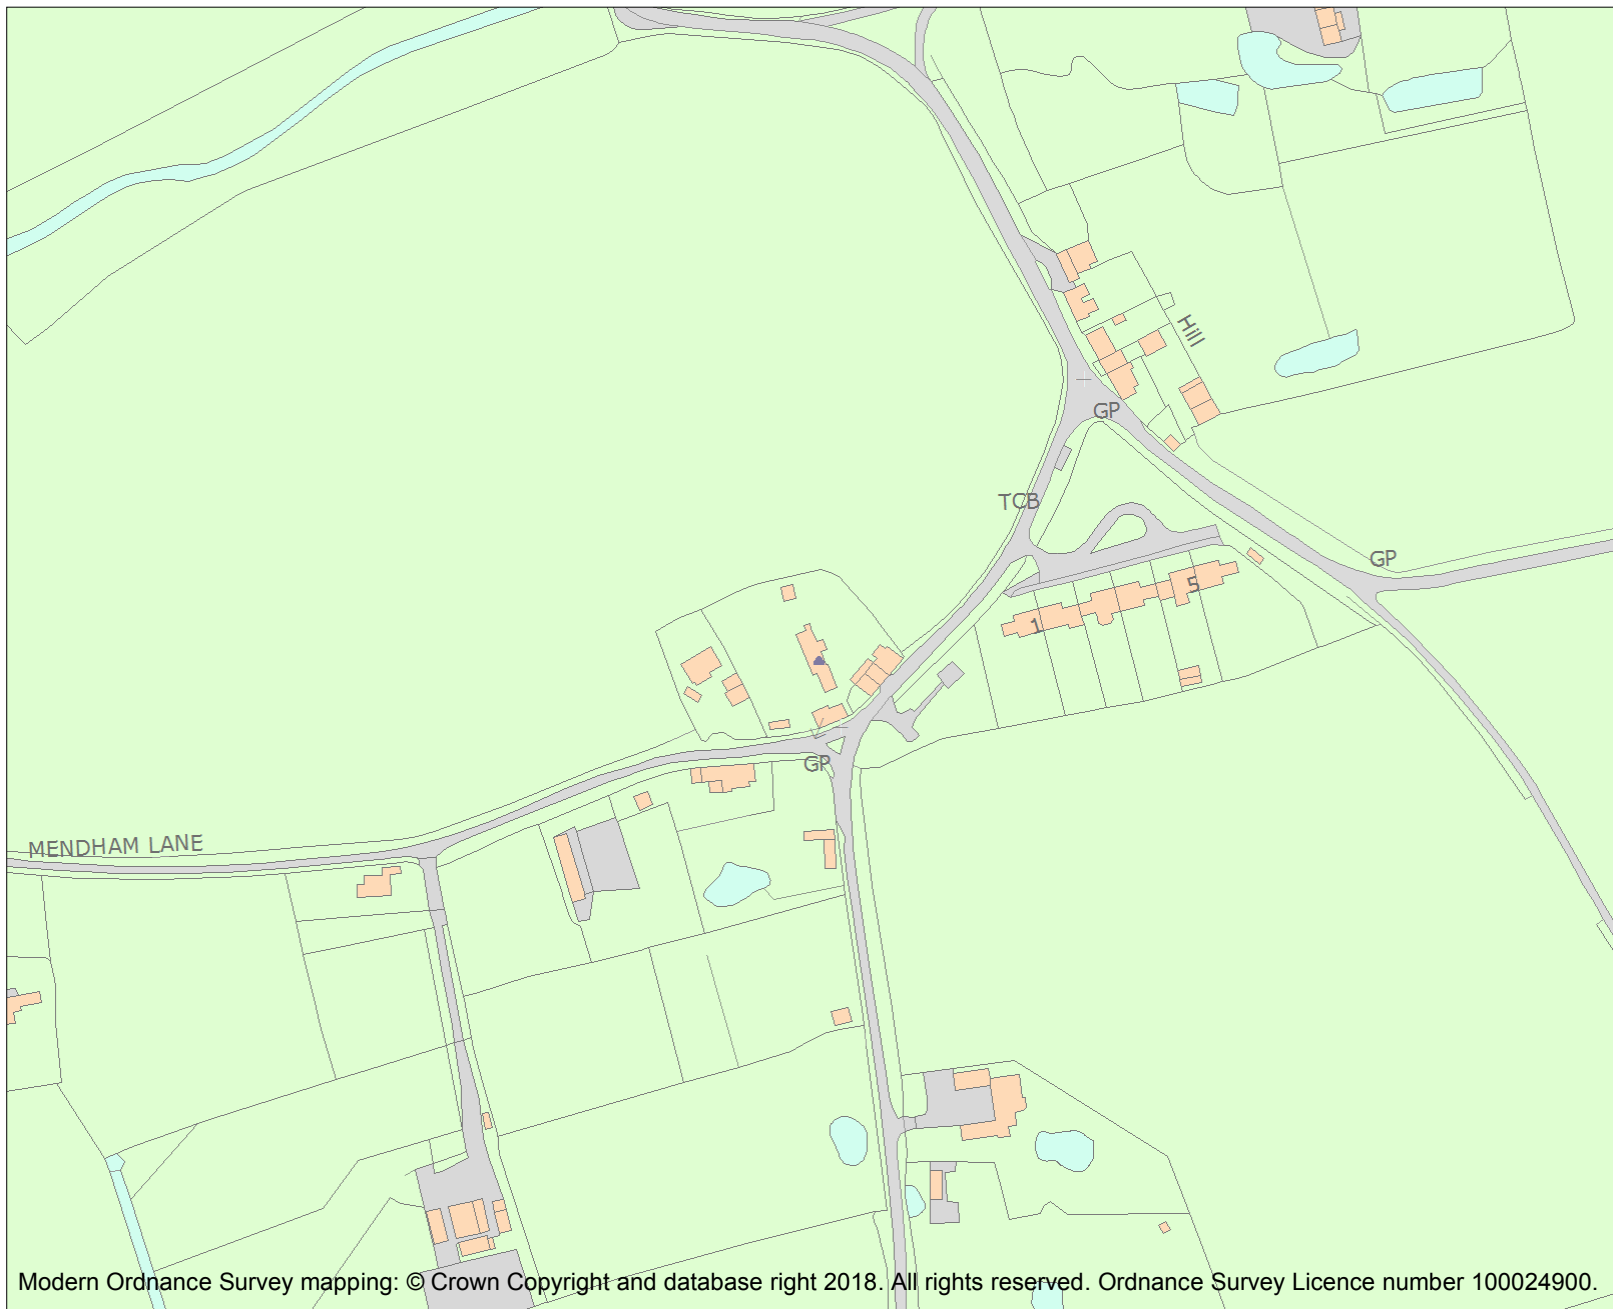 Hill
GP
TCB
GP
5
1
GP
MENDHAM LANE
Modern Ordnance Survey mapping: © Crown Copyright and database right 2018. All rights reserved. Ordnance Survey Licence number 100024900.